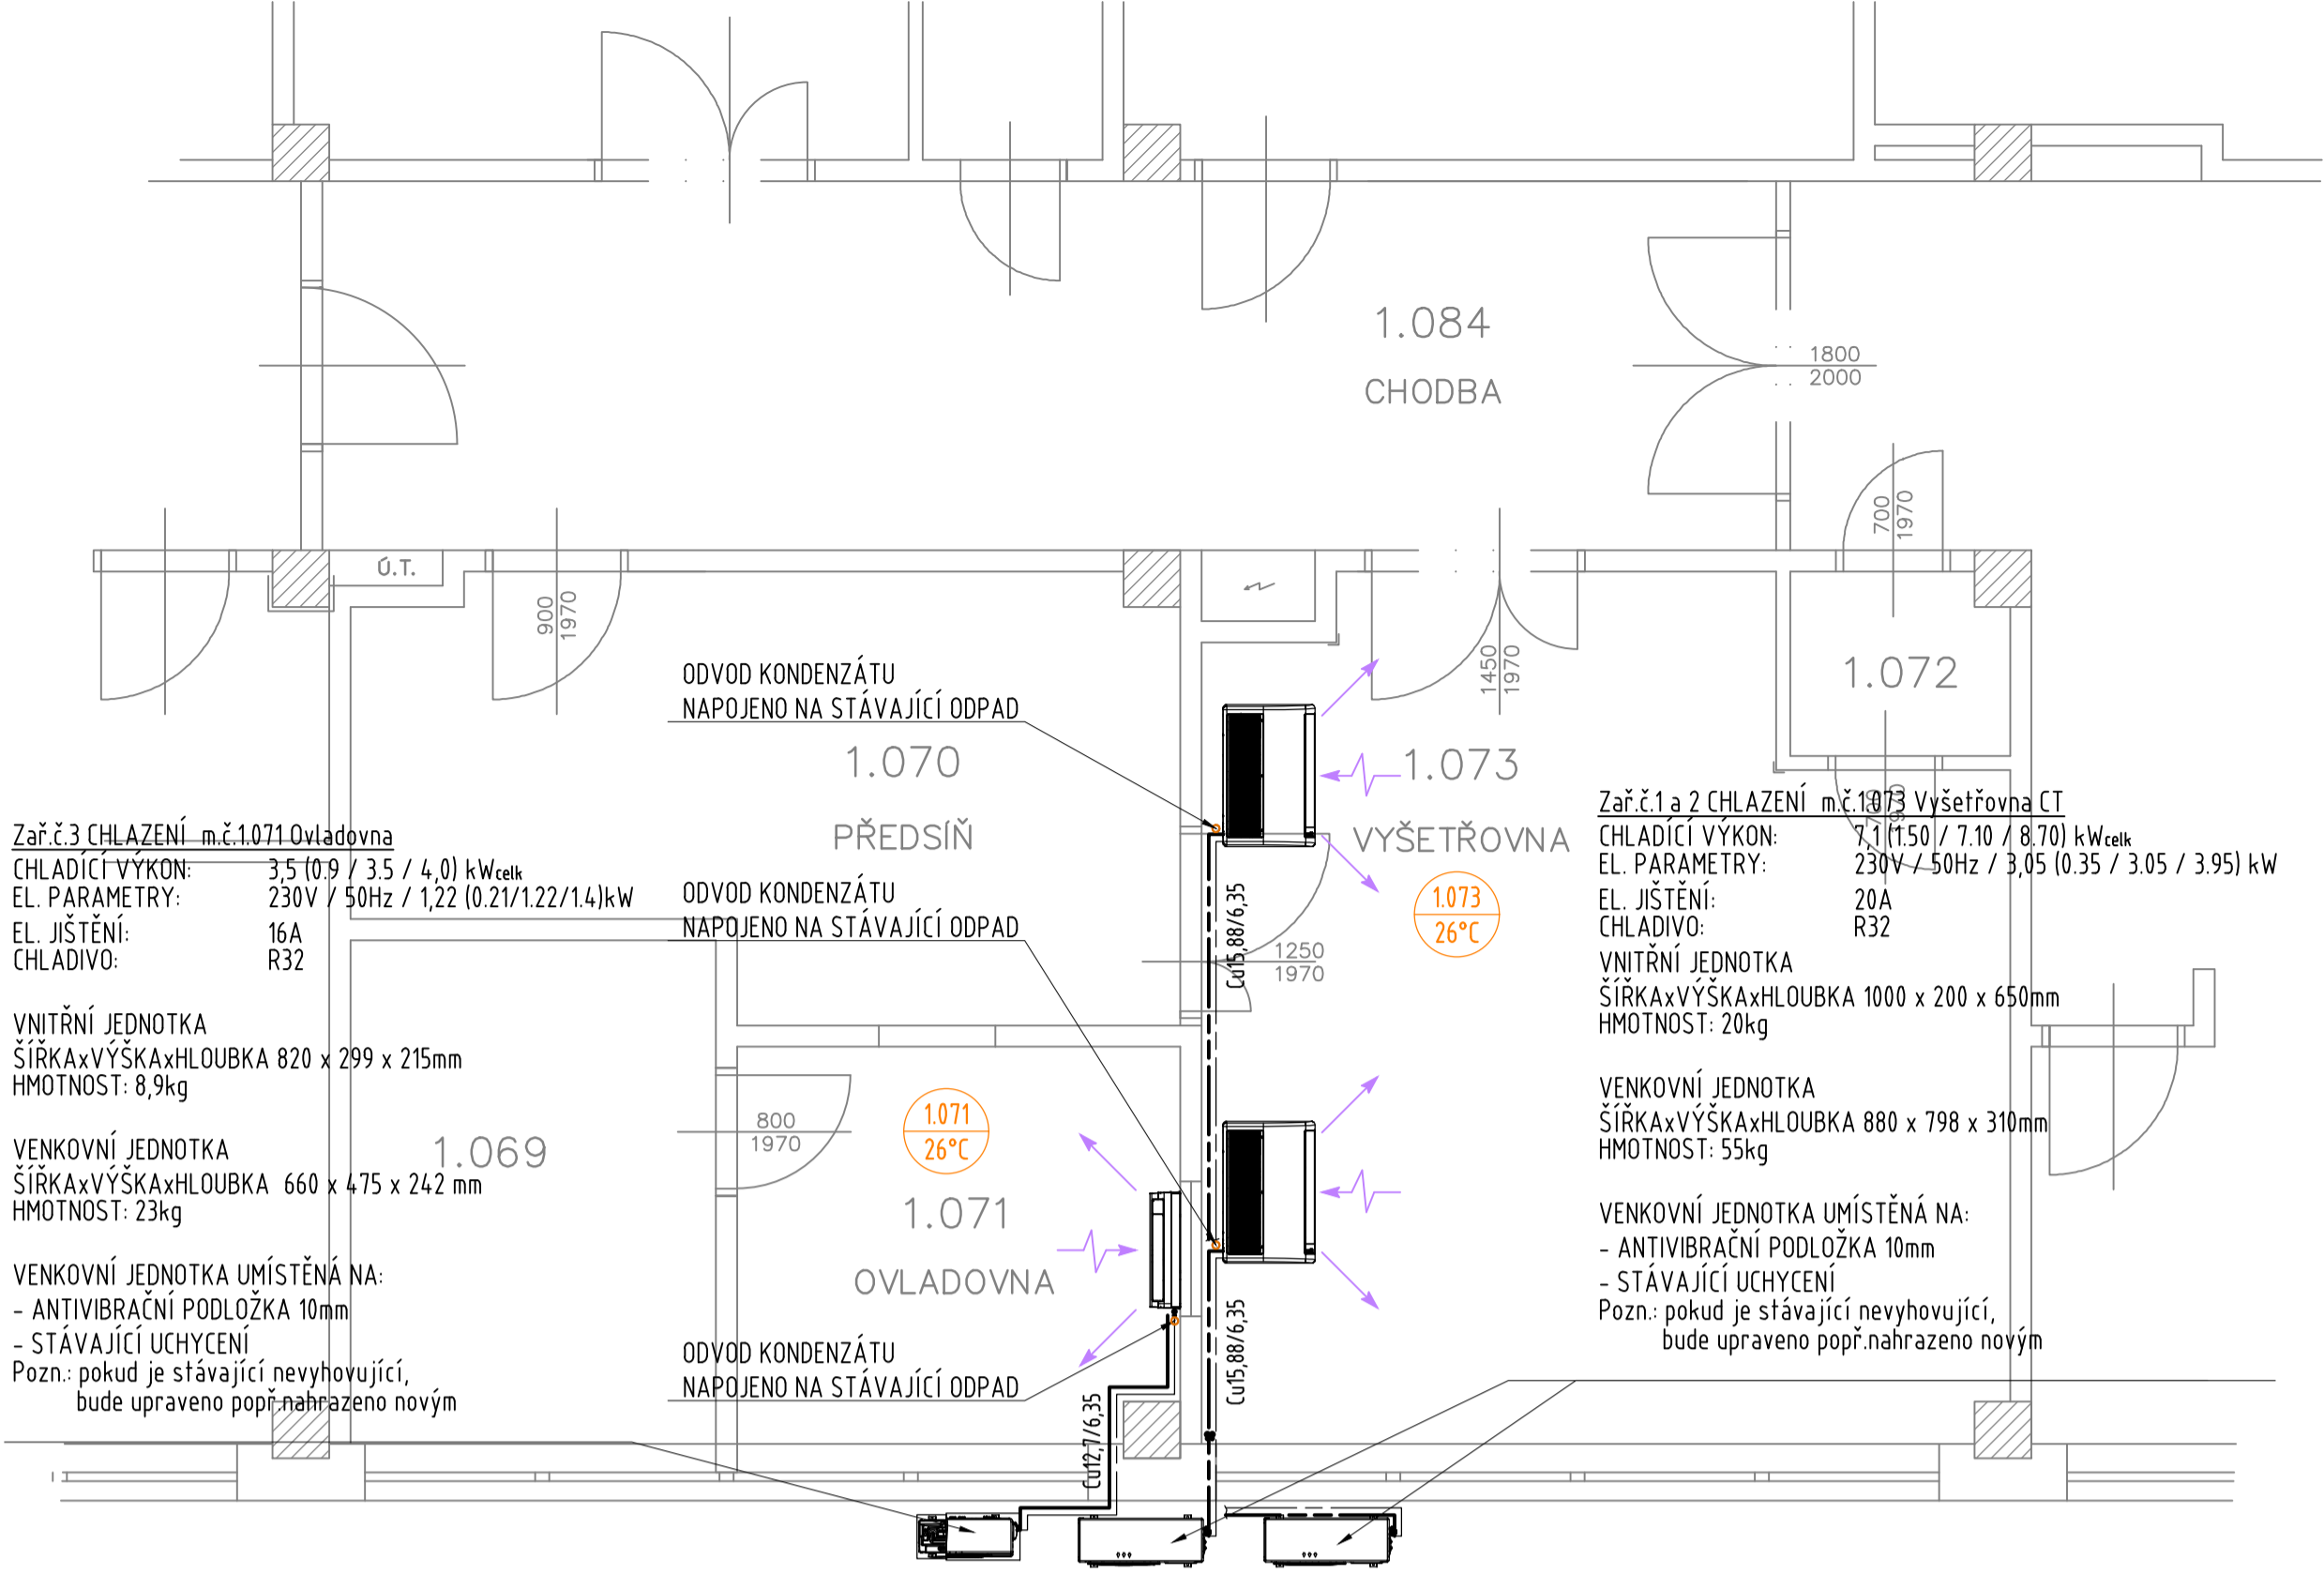 1.084
CHODBA
1800
2000
700
1970
Ú.T.
900
1970
1450
1970
1.072
700
1970
ODVOD KONDENZÁTU
NAPOJENO NA STÁVAJÍCÍ ODPAD
1.070
PŘEDSÍŇ
1.073
VYŠETŘOVNA
1.073
26°C
ODVOD KONDENZÁTU
NAPOJENO NA STÁVAJÍCÍ ODPAD
Cu15,88/6,35
1250
1970
Zař.č.3 CHLAZENÍ m.č.1.071 Ovladovna
CHLADÍCÍ VÝKON: 3,5 (0.9 / 3.5 / 4,0) kWcelk
EL. PARAMETRY: 230V / 50Hz / 1,22 (0.21/1.22/1.4)kW
EL. JIŠTĚNÍ: 16A
CHLADIVO: R32
VNITŘNÍ JEDNOTKA
ŠÍŘKAxVÝŠKAxHLOUBKA 820 x 299 x 215mm
HMOTNOST: 8,9kg
VENKOVNÍ JEDNOTKA
ŠÍŘKAxVÝŠKAxHLOUBKA 660 x 475 x 242 mm
HMOTNOST: 23kg
VENKOVNÍ JEDNOTKA UMÍSTĚNÁ NA:
- ANTIVIBRAČNÍ PODLOŽKA 10mm
- STÁVAJÍCÍ UCHYCENÍ
Pozn.: pokud je stávající nevyhovující,
bude upraveno popř.nahrazeno novým
1.069
800
1970
1.071
26°C
1.071
OVLADOVNA
ODVOD KONDENZÁTU
NAPOJENO NA STÁVAJÍCÍ ODPAD
Cu12,7/6,35
Cu15,88/6,35
Zař.č.1 a 2 CHLAZENÍ m.č.1.073 Vyšetřovna CT
CHLADÍCÍ VÝKON: 7,1 (1.50 / 7.10 / 8.70) kWcelk
EL. PARAMETRY: 230V / 50Hz / 3,05 (0.35 / 3.05 / 3.95) kW
EL. JIŠTĚNÍ: 20A
CHLADIVO: R32
VNITŘNÍ JEDNOTKA
ŠÍŘKAxVÝŠKAxHLOUBKA 1000 x 200 x 650mm
HMOTNOST: 20kg
VENKOVNÍ JEDNOTKA
ŠÍŘKAxVÝŠKAxHLOUBKA 880 x 798 x 310mm
HMOTNOST: 55kg
VENKOVNÍ JEDNOTKA UMÍSTĚNÁ NA:
- ANTIVIBRAČNÍ PODLOŽKA 10mm
- STÁVAJÍCÍ UCHYCENÍ
Pozn.: pokud je stávající nevyhovující,
bude upraveno popř.nahrazeno novým